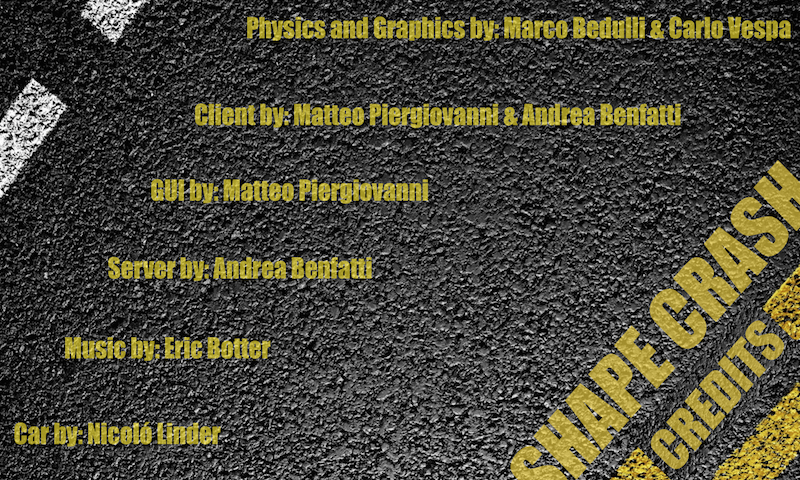 Physics and Graphics by: Marco Bedulli & Carlo Vespa
Client by: Matteo Piergiovanni & Andrea Benfatti
GUI by: Matteo Piergiovanni
Server by: Andrea Benfatti
Music by: Eric Botter
Car by: Nicoló Linder
SHAPE CRASH
CREDITS